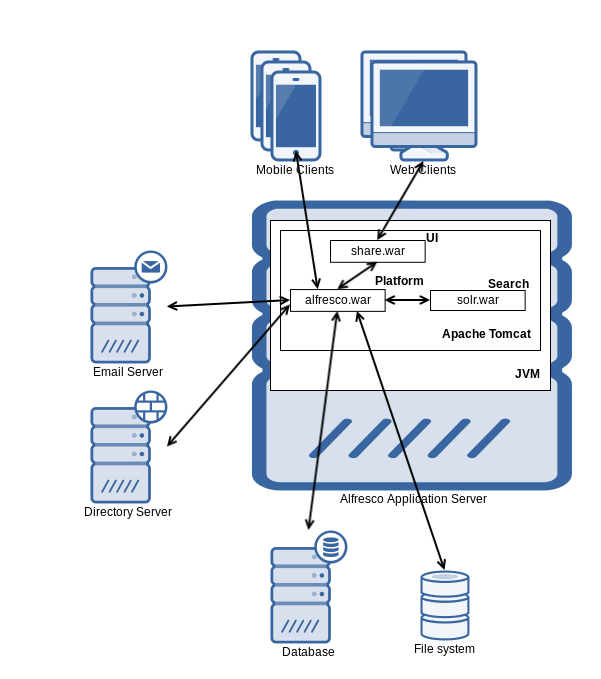 Mobile Clients
Web Clients
UI
share.war
Platform
Search
alfresco.war
solr.war
Apache Tomcat
JVM
Email Server
Directory Server
Alfresco Application Server
Database
File system